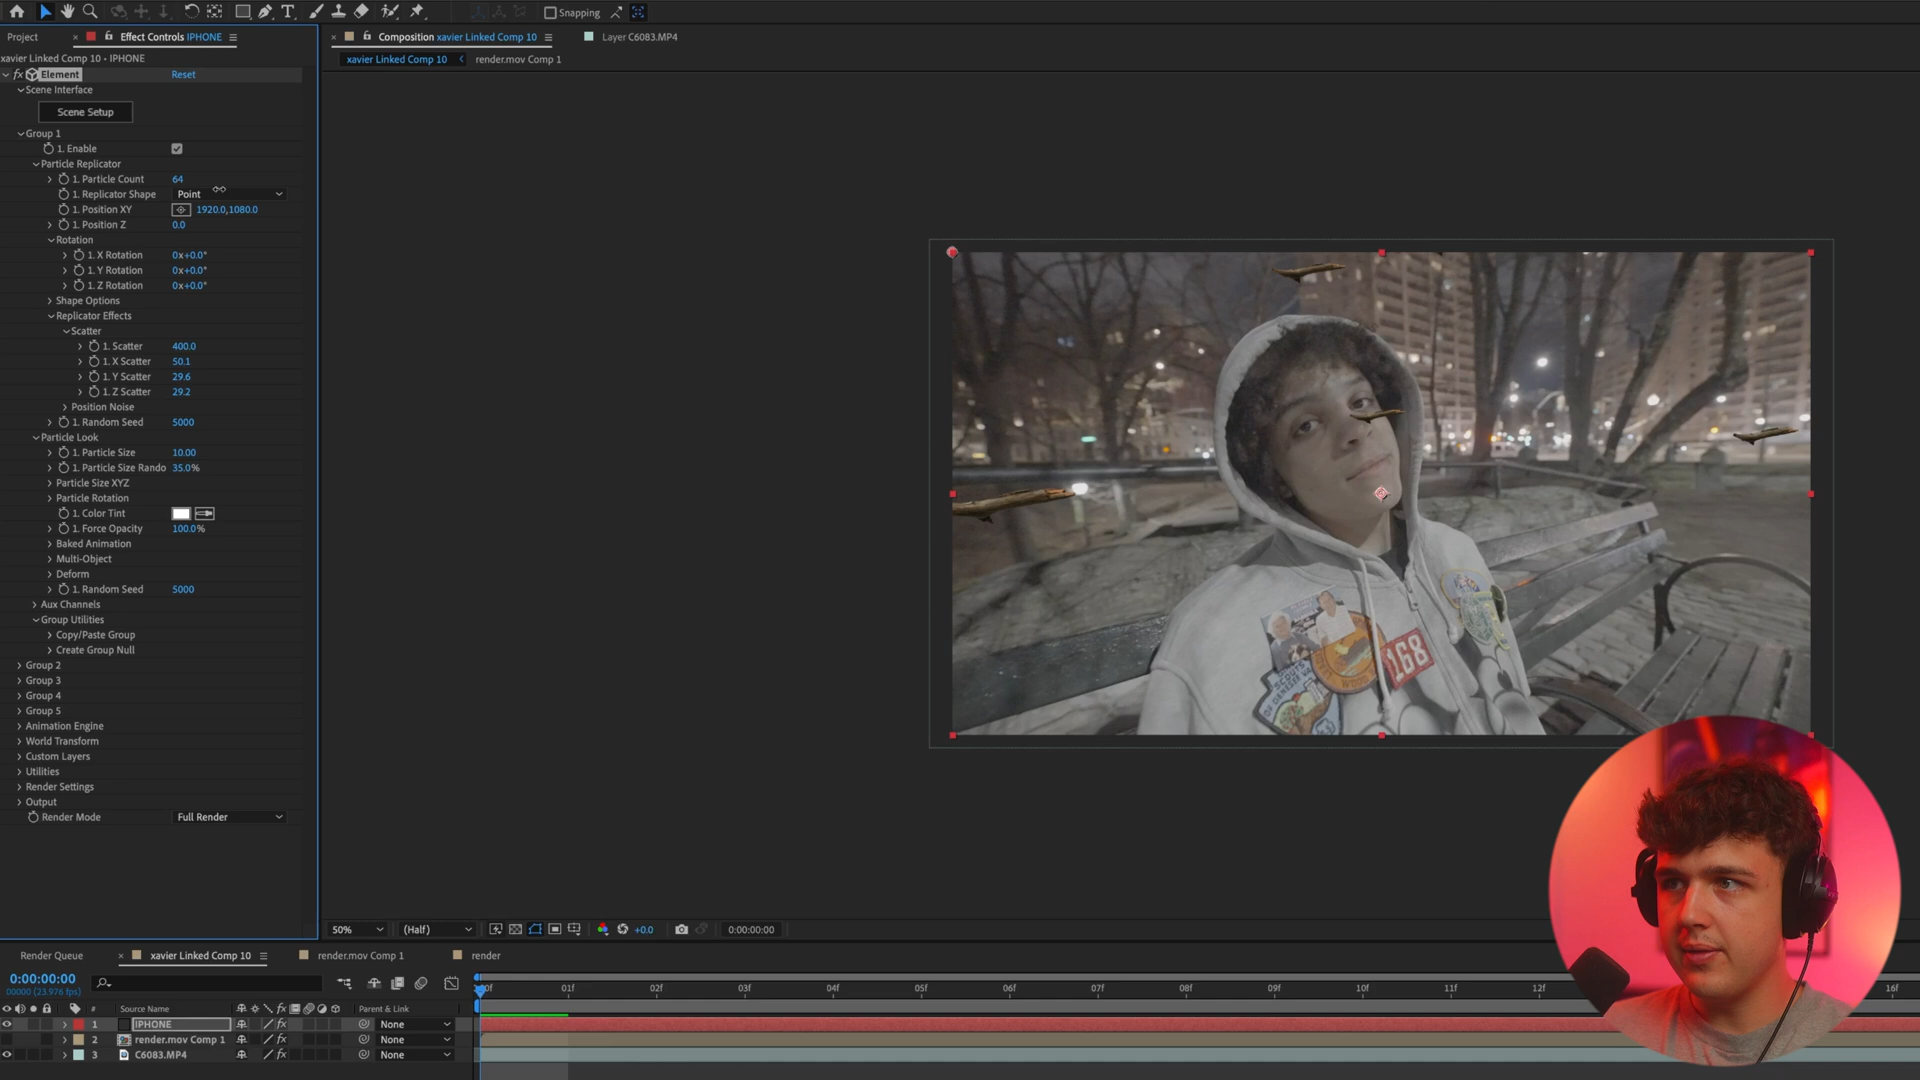 Snapping
Project
Effect Controls IPHONE
Composition xavier Linked Comp 10
Layer C6083.MP4
xavier Linked Comp 10 • IPHONE
xavier Linked Comp 10
render.mov Comp 1
fx Element
Reset
Scene Interface
Scene Setup
Group 1
1. Enable
Particle Replicator
1. Particle Count 64
1. Replicator Shape Point
1. Position XY 1920.0,1080.0
1. Position Z 0.0
Rotation
1. X Rotation 0x+0.0°
1. Y Rotation 0x+0.0°
1. Z Rotation 0x+0.0°
Shape Options
Replicator Effects
Scatter
1. Scatter 400.0
1. X Scatter 50.1
1. Y Scatter 29.6
1. Z Scatter 29.2
Position Noise
1. Random Seed 5000
Particle Look
1. Particle Size 10.00
1. Particle Size Rando 35.0%
Particle Size XYZ
Particle Rotation
1. Color Tint
1. Force Opacity 100.0%
Baked Animation
Multi-Object
Deform
1. Random Seed 5000
Aux Channels
Group Utilities
Copy/Paste Group
Create Group Null
Group 2
Group 3
Group 4
Group 5
Animation Engine
World Transform
Custom Layers
Utilities
Render Settings
Output
Render Mode Full Render
168
50%
(Half)
+0.0
0:00:00:00
Render Queue
xavier Linked Comp 10
render.mov Comp 1
render
0:00:00:00
00000 (23.976 fps)
01f 02f 03f 04f 05f 06f 07f 08f 09f 10f 11f 12f 16f
# Source Name
Parent & Link
1 IPHONE None
2 render.mov Comp 1 None
3 C6083.MP4 None